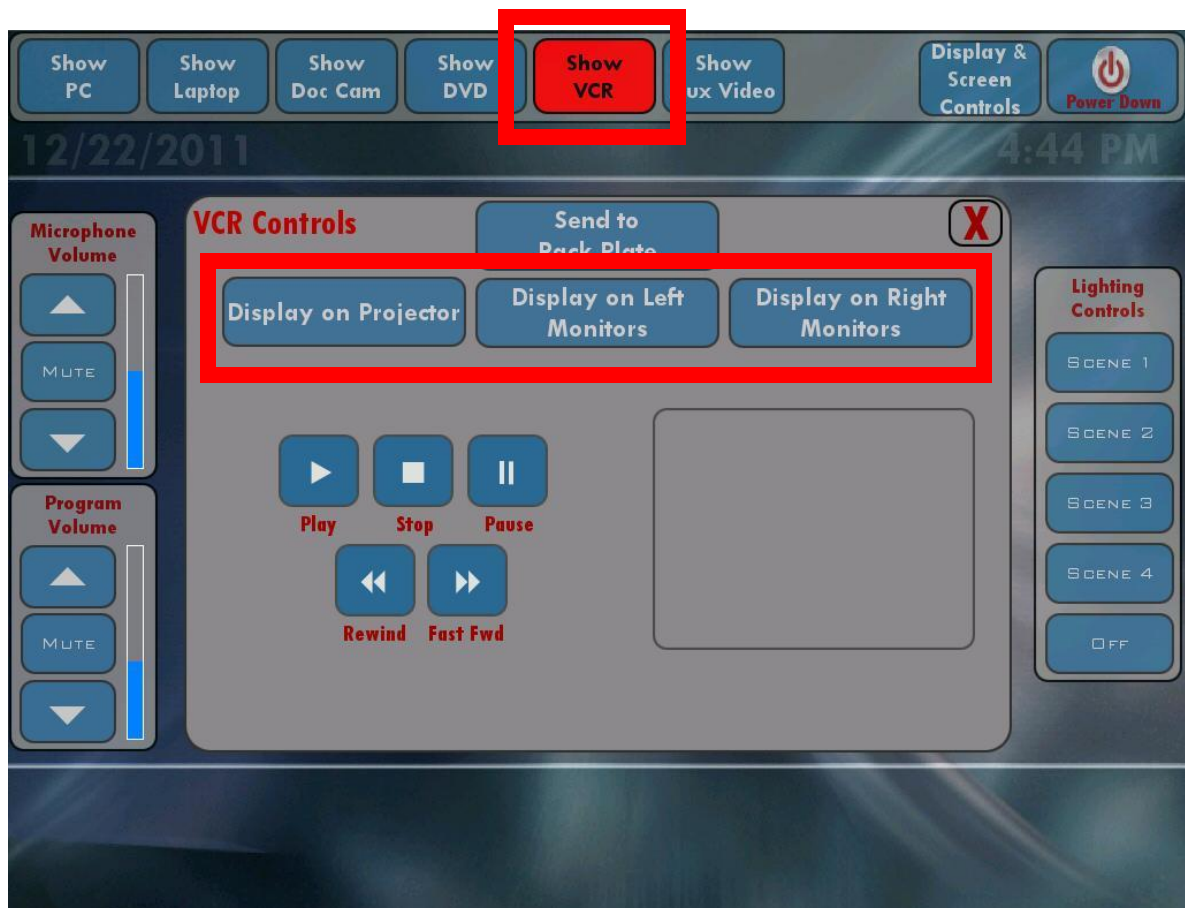 Show
PC
Show
Laptop
Show
Doc Cam
Show
DVD
Show
VCR
Show
ux Video
Display &
Screen
Controls
Power Down
12/22/2011
4:44 PM
Microphone
Volume
MUTE
Program
Volume
MUTE
VCR Controls
Send to
Plate
X
Display on Projector
Display on Left
Monitors
Display on Right
Monitors
Play
Stop
Pause
Rewind
Fast Fwd
Lighting
Controls
SCENE 1
SCENE 2
SCENE 3
SCENE 4
OFF